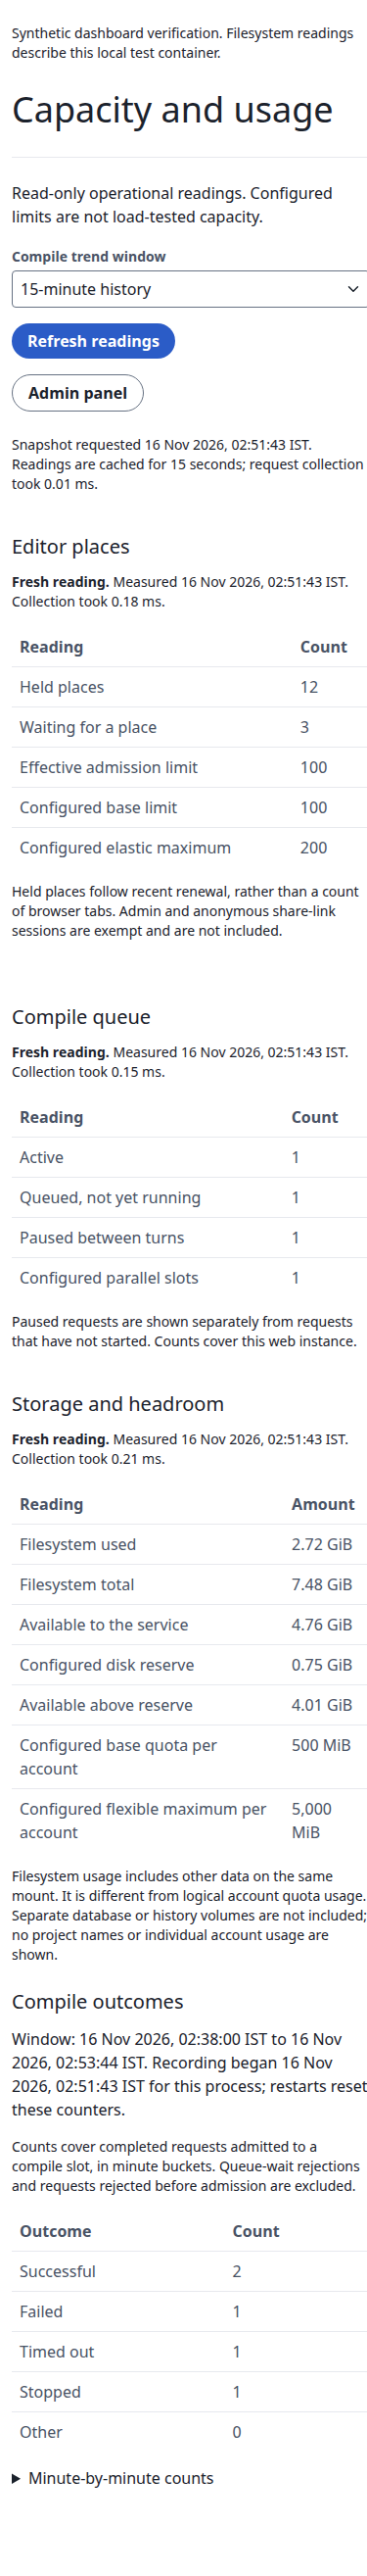 Synthetic dashboard verification. Filesystem readings
describe this local test container.
Capacity and usage
Read-only operational readings. Configured
limits are not load-tested capacity.
Compile trend window
15-minute history
Refresh readings
Admin panel
Snapshot requested 16 Nov 2026, 02:51:43 IST.
Readings are cached for 15 seconds; request collection
took 0.01 ms.
Editor places
Fresh reading. Measured 16 Nov 2026, 02:51:43 IST.
Collection took 0.18 ms.
Reading Count
Held places 12
Waiting for a place 3
Effective admission limit 100
Configured base limit 100
Configured elastic maximum 200
Held places follow recent renewal, rather than a count
of browser tabs. Admin and anonymous share-link
sessions are exempt and are not included.
Compile queue
Fresh reading. Measured 16 Nov 2026, 02:51:43 IST.
Collection took 0.15 ms.
Reading Count
Active 1
Queued, not yet running 1
Paused between turns 1
Configured parallel slots 1
Paused requests are shown separately from requests
that have not started. Counts cover this web instance.
Storage and headroom
Fresh reading. Measured 16 Nov 2026, 02:51:43 IST.
Collection took 0.21 ms.
Reading Amount
Filesystem used 2.72 GiB
Filesystem total 7.48 GiB
Available to the service 4.76 GiB
Configured disk reserve 0.75 GiB
Available above reserve 4.01 GiB
Configured base quota per 500 MiB
account
Configured flexible maximum per 5,000
account MiB
Filesystem usage includes other data on the same
mount. It is different from logical account quota usage.
Separate database or history volumes are not included;
no project names or individual account usage are
shown.
Compile outcomes
Window: 16 Nov 2026, 02:38:00 IST to 16 Nov
2026, 02:53:44 IST. Recording began 16 Nov
2026, 02:51:43 IST for this process; restarts reset
these counters.
Counts cover completed requests admitted to a
compile slot, in minute buckets. Queue-wait rejections
and requests rejected before admission are excluded.
Outcome Count
Successful 2
Failed 1
Timed out 1
Stopped 1
Other 0
Minute-by-minute counts